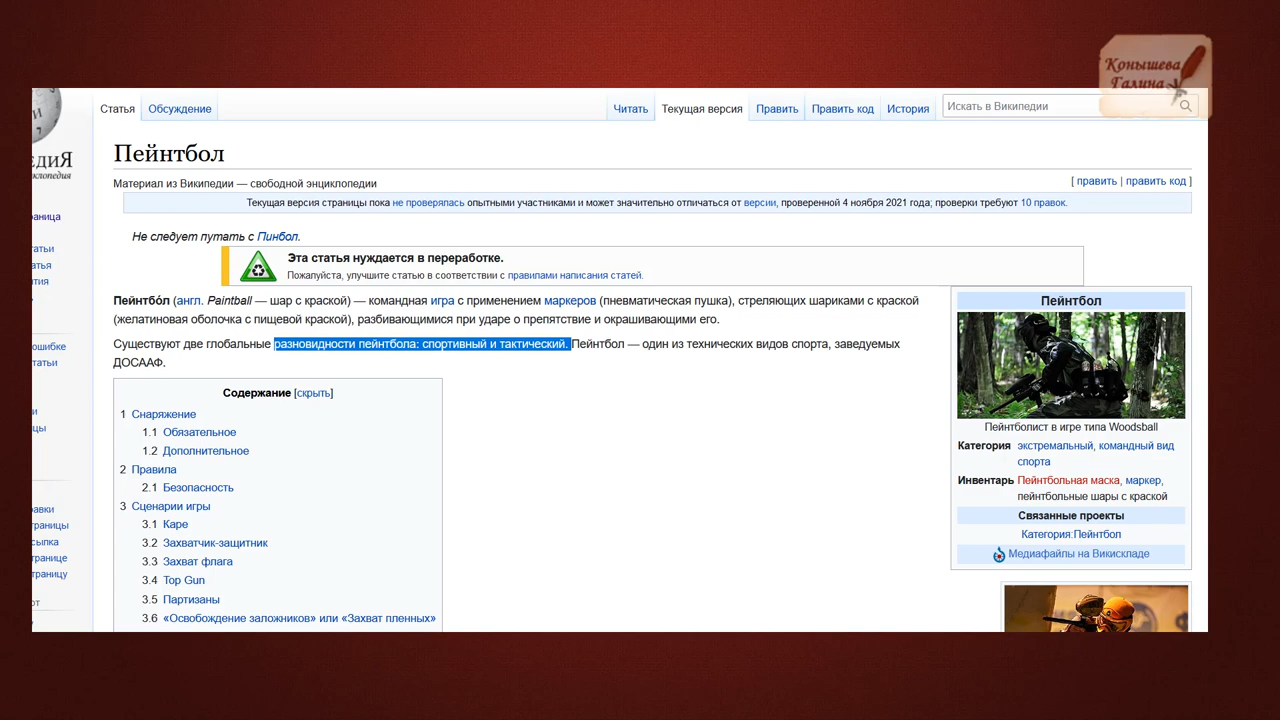 Конышева
Галина
Статья
Обсуждение
Читать
Текущая версия
Править
Править код
История
Искать в Википедии
Пейнтбол
Материал из Википедии — свободной энциклопедии
[ править | править код ]
Текущая версия страницы пока не проверялась опытными участниками и может значительно отличаться от версии, проверенной 4 ноября 2021 года; проверки требуют 10 правок.
Не следует путать с Пинбол.
Эта статья нуждается в переработке.
Пожалуйста, улучшите статью в соответствии с правилами написания статей.
Пейнтбо́л (англ. Paintball — шар с краской) — командная игра с применением маркеров (пневматическая пушка), стреляющих шариками с краской
(желатиновая оболочка с пищевой краской), разбивающимися при ударе о препятствие и окрашивающими его.
Существуют две глобальные разновидности пейнтбола: спортивный и тактический. Пейнтбол — один из технических видов спорта, заведуемых
ДОСААФ.
Содержание [скрыть]
1 Снаряжение
1.1 Обязательное
1.2 Дополнительное
2 Правила
2.1 Безопасность
3 Сценарии игры
3.1 Каре
3.2 Захватчик-защитник
3.3 Захват флага
3.4 Top Gun
3.5 Партизаны
3.6 «Освобождение заложников» или «Захват пленных»
Пейнтбол
Пейнтболист в игре типа Woodsball
Категория экстремальный, командный вид
спорта
Инвентарь Пейнтбольная маска, маркер,
пейнтбольные шары с краской
Связанные проекты
Категория:Пейнтбол
Медиафайлы на Викискладе